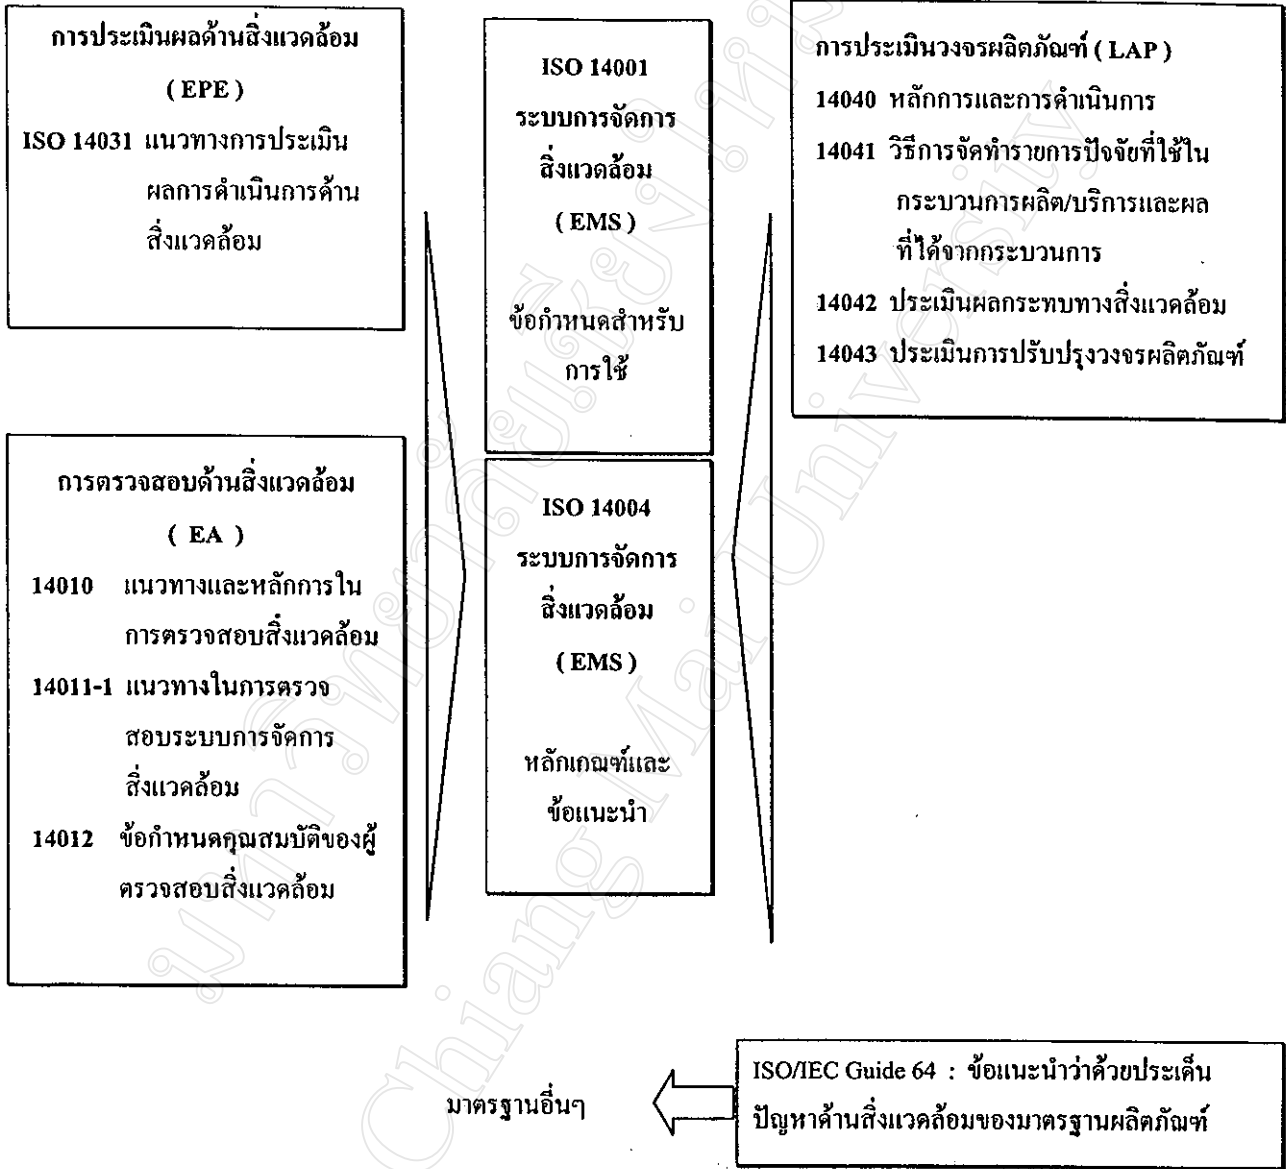 การประเมินผลด้านสิ่งแวดล้อม
( EPE )
ISO 14031 แนวทางการประเมิน
ผลการดำเนินการด้าน
สิ่งแวดล้อม
การตรวจสอบด้านสิ่งแวดล้อม
( EA )
14010 แนวทางและหลักการใน
การตรวจสอบสิ่งแวดล้อม
14011-1 แนวทางในการตรวจ
สอบระบบการจัดการ
สิ่งแวดล้อม
14012 ข้อกำหนดคุณสมบัติของผู้
ตรวจสอบสิ่งแวดล้อม
ISO 14001
ระบบการจัดการ
สิ่งแวดล้อม
( EMS )
ข้อกำหนดสำหรับ
การใช้
ISO 14004
ระบบการจัดการ
สิ่งแวดล้อม
( EMS )
หลักเกณฑ์และ
ข้อแนะนำ
การประเมินวงจรผลิตภัณฑ์ ( LAP )
14040 หลักการและการดำเนินการ
14041 วิธีการจัดทำรายการปัจจัยที่ใช้ใน
กระบวนการผลิต/บริการและผล
ที่ได้จากกระบวนการ
14042 ประเมินผลกระทบทางสิ่งแวดล้อม
14043 ประเมินการปรับปรุงวงจรผลิตภัณฑ์
มาตรฐานอื่นๆ
ISO/IEC Guide 64 : ข้อแนะนำว่าด้วยประเด็น
ปัญหาด้านสิ่งแวดล้อมของมาตรฐานผลิตภัณฑ์
มหาวิทยาลัยเชียงใหม่
Chiang Mai University